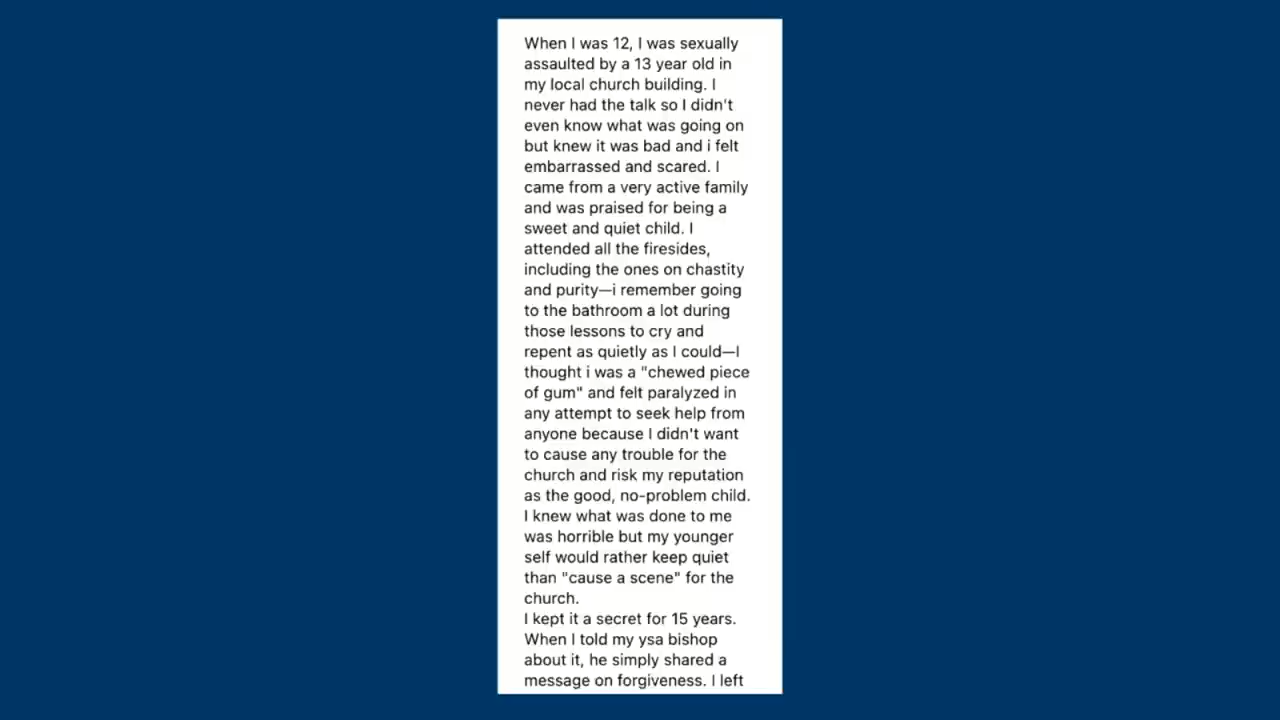 When I was 12, I was sexually
assaulted by a 13 year old in
my local church building. I
never had the talk so I didn't
even know what was going on
but knew it was bad and i felt
embarrassed and scared. I
came from a very active family
and was praised for being a
sweet and quiet child. I
attended all the firesides,
including the ones on chastity
and purity—i remember going
to the bathroom a lot during
those lessons to cry and
repent as quietly as I could—I
thought i was a "chewed piece
of gum" and felt paralyzed in
any attempt to seek help from
anyone because I didn't want
to cause any trouble for the
church and risk my reputation
as the good, no-problem child.
I knew what was done to me
was horrible but my younger
self would rather keep quiet
than "cause a scene" for the
church.
I kept it a secret for 15 years.
When I told my ysa bishop
about it, he simply shared a
message on forgiveness. I left